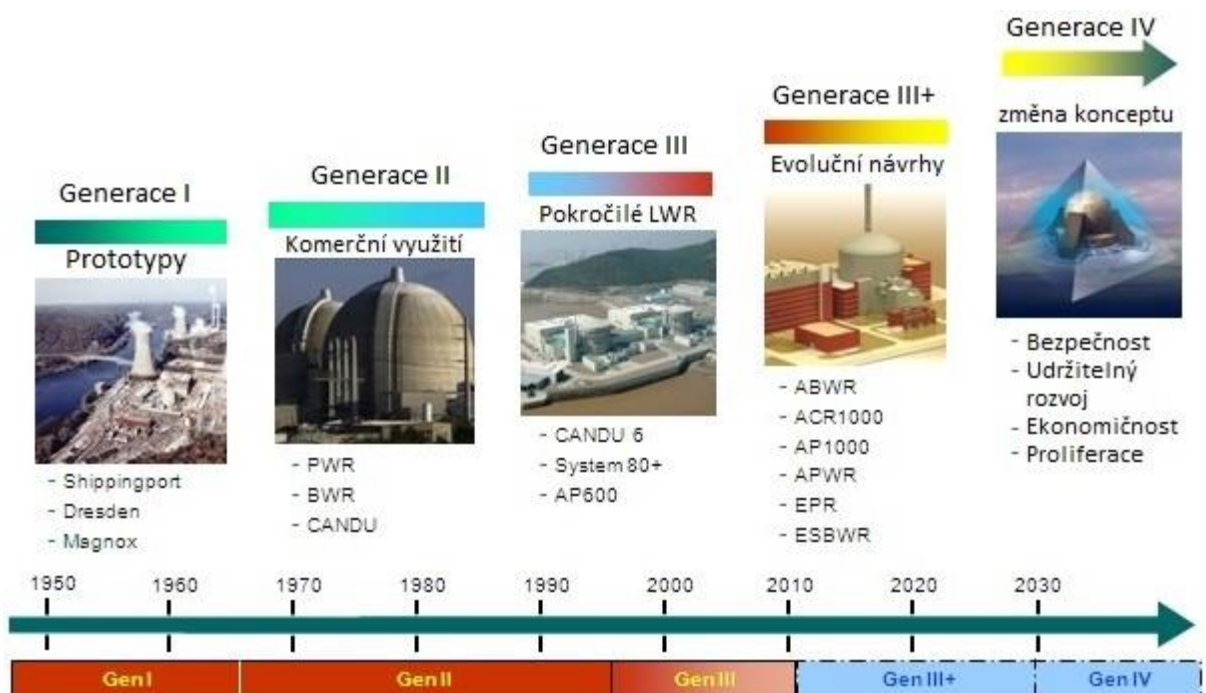 Generace I
Prototypy
- Shippingport
- Dresden
- Magnox
Generace II
Komerční využití
- PWR
- BWR
- CANDU
Generace III
Pokročilé LWR
- CANDU 6
- System 80+
- AP600
Generace III+
Evoluční návrhy
- ABWR
- ACR1000
- AP1000
- APWR
- EPR
- ESBWR
Generace IV
změna konceptu
- Bezpečnost
- Udržitelný
rozvoj
- Ekonomičnost
- Proliferace
1950 1960 1970 1980 1990 2000 2010 2020 2030
Gen I Gen II Gen III Gen III+ Gen IV